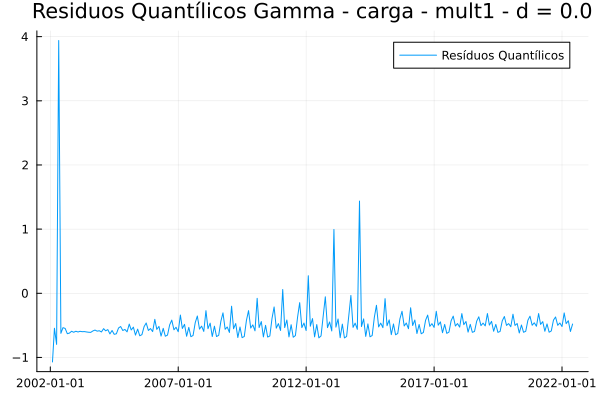 Residuos Quantílicos Gamma - carga - mult1 - d = 0.0
Resíduos Quantílicos
4
3
2
1
0
−1
2002-01-01 2007-01-01 2012-01-01 2017-01-01 2022-01-01